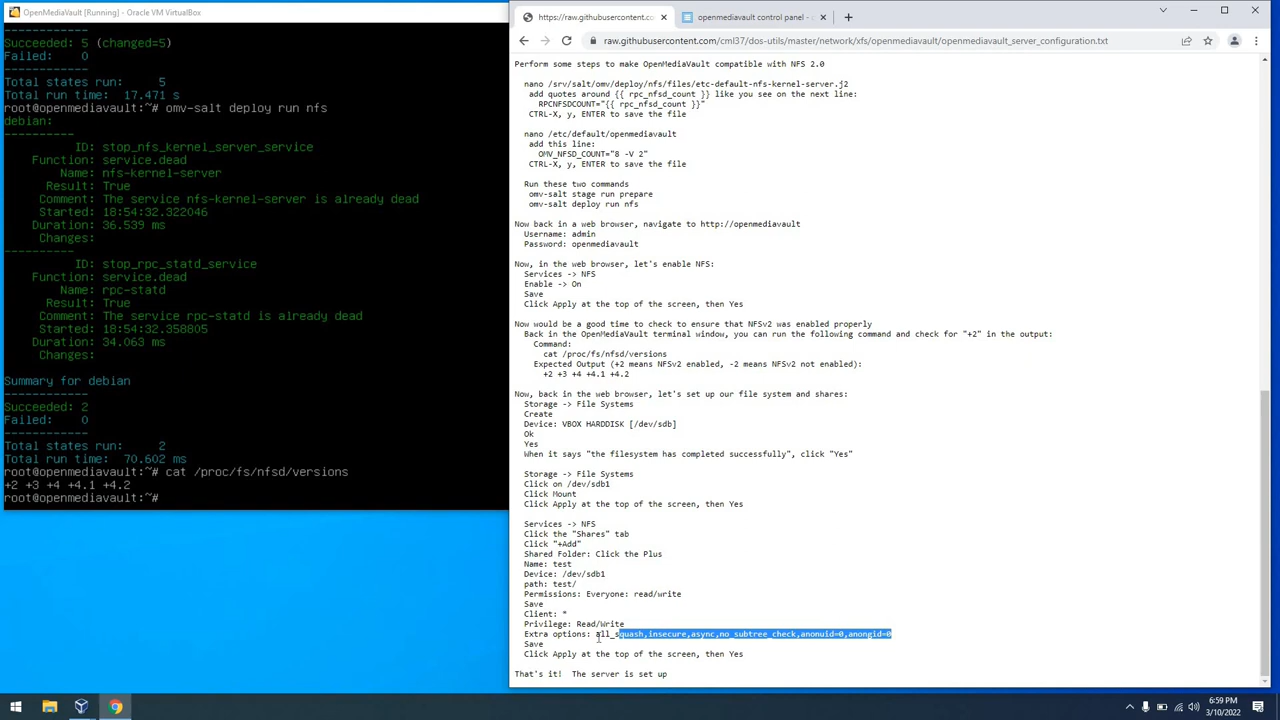 OpenMediaVault [Running] - Oracle VM VirtualBox
------------
Succeeded: 5 (changed=5)
Failed: 0
------------
Total states run: 5
Total run time: 17.471 s
root@openmediavault:~# omv-salt deploy run nfs
debian:
----------
ID: stop_nfs_kernel_server_service
Function: service.dead
Name: nfs-kernel-server
Result: True
Comment: The service nfs-kernel-server is already dead
Started: 18:54:32.322046
Duration: 36.539 ms
Changes:
----------
ID: stop_rpc_statd_service
Function: service.dead
Name: rpc-statd
Result: True
Comment: The service rpc-statd is already dead
Started: 18:54:32.358805
Duration: 34.063 ms
Changes:
Summary for debian
------------
Succeeded: 2
Failed: 0
------------
Total states run: 2
Total run time: 70.602 ms
root@openmediavault:~# cat /proc/fs/nfsd/versions
+2 +3 +4 +4.1 +4.2
root@openmediavault:~#
https://raw.githubusercontent.co
openmediavault control panel -
raw.githubusercontent.com/cml37/dos-utils/master/network/xfs/openmediavault/openmediavault_server_configuration.txt
Perform some steps to make OpenMediaVault compatible with NFS 2.0
nano /srv/salt/omv/deploy/nfs/files/etc-default-nfs-kernel-server.j2
add quotes around {{ rpc_nfsd_count }} like you see on the next line:
RPCNFSDCOUNT="{{ rpc_nfsd_count }}"
CTRL-X, y, ENTER to save the file
nano /etc/default/openmediavault
add this line:
OMV_NFSD_COUNT="8 -V 2"
CTRL-X, y, ENTER to save the file
Run these two commands
omv-salt stage run prepare
omv-salt deploy run nfs
Now back in a web browser, navigate to http://openmediavault
Username: admin
Password: openmediavault
Now, in the web browser, let's enable NFS:
Services -> NFS
Enable -> On
Save
Click Apply at the top of the screen, then Yes
Now would be a good time to check to ensure that NFSv2 was enabled properly
Back in the OpenMediaVault terminal window, you can run the following command and check for "+2" in the output:
Command:
cat /proc/fs/nfsd/versions
Expected Output (+2 means NFSv2 enabled, -2 means NFSv2 not enabled):
+2 +3 +4 +4.1 +4.2
Now, back in the web browser, let's set up our file system and shares:
Storage -> File Systems
Create
Device: VBOX HARDDISK [/dev/sdb]
Ok
Yes
When it says "the filesystem has completed successfully", click "Yes"
Storage -> File Systems
Click on /dev/sdb1
Click Mount
Click Apply at the top of the screen, then Yes
Services -> NFS
Click the "Shares" tab
Click "+Add"
Shared Folder: Click the Plus
Name: test
Device: /dev/sdb1
path: test/
Permissions: Everyone: read/write
Save
Client: *
Privilege: Read/Write
Extra options: all_squash,insecure,async,no_subtree_check,anonuid=0,anongid=0
Save
Click Apply at the top of the screen, then Yes
That's it! The server is set up
6:59 PM
3/10/2022